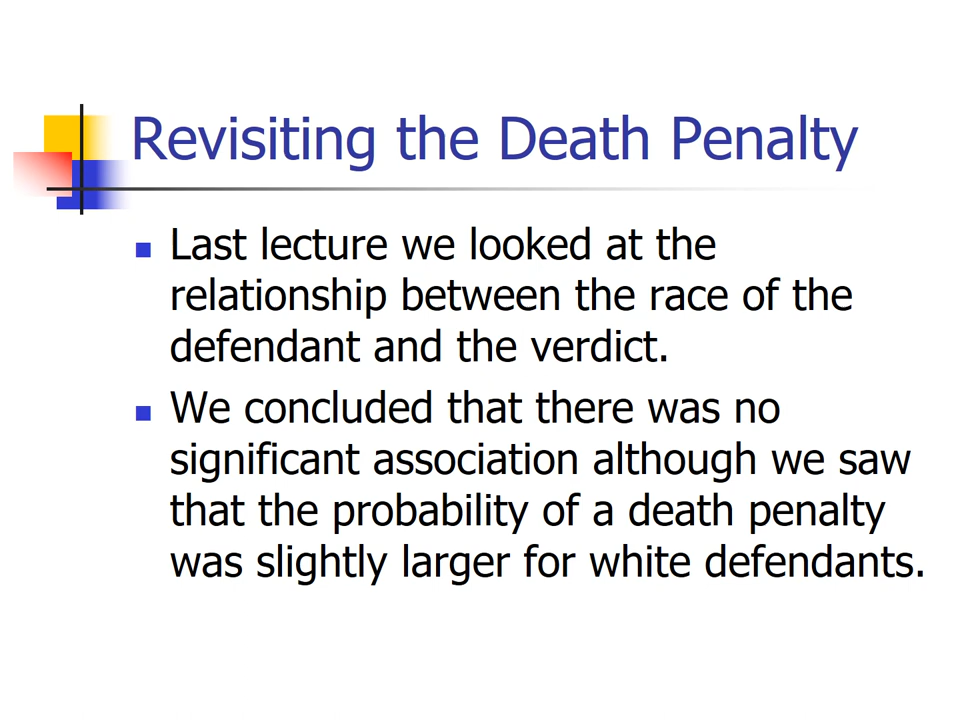 Revisiting the Death Penalty
Last lecture we looked at the
relationship between the race of the
defendant and the verdict.
We concluded that there was no
significant association although we saw
that the probability of a death penalty
was slightly larger for white defendants.